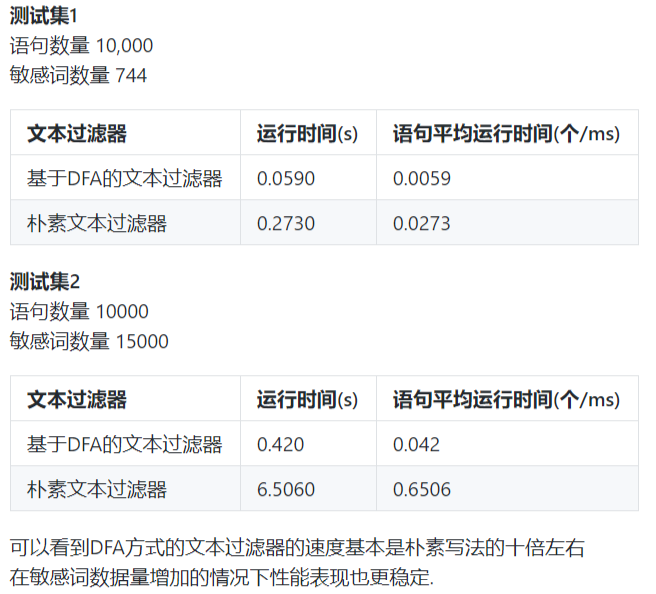 测试集1
语句数量 10,000
敏感词数量 744
文本过滤器 运行时间(s) 语句平均运行时间(个/ms)
基于DFA的文本过滤器 0.0590 0.0059
朴素文本过滤器 0.2730 0.0273
测试集2
语句数量 10000
敏感词数量 15000
文本过滤器 运行时间(s) 语句平均运行时间(个/ms)
基于DFA的文本过滤器 0.420 0.042
朴素文本过滤器 6.5060 0.6506
可以看到DFA方式的文本过滤器的速度基本是朴素写法的十倍左右
在敏感词数据量增加的情况下性能表现也更稳定.